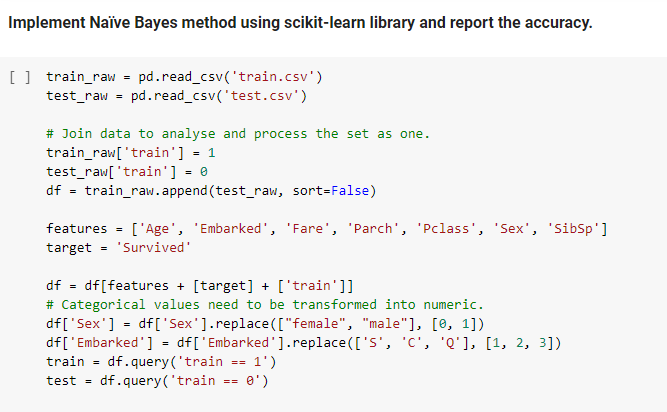 Implement Naïve Bayes method using scikit-learn library and report the accuracy.
[ ] train_raw = pd.read_csv('train.csv')
test_raw = pd.read_csv('test.csv')
# Join data to analyse and process the set as one.
train_raw['train'] = 1
test_raw['train'] = 0
df = train_raw.append(test_raw, sort=False)
features = ['Age', 'Embarked', 'Fare', 'Parch', 'Pclass', 'Sex', 'SibSp']
target = 'Survived'
df = df[features + [target] + ['train']]
# Categorical values need to be transformed into numeric.
df['Sex'] = df['Sex'].replace(["female", "male"], [0, 1])
df['Embarked'] = df['Embarked'].replace(['S', 'C', 'Q'], [1, 2, 3])
train = df.query('train == 1')
test = df.query('train == 0')